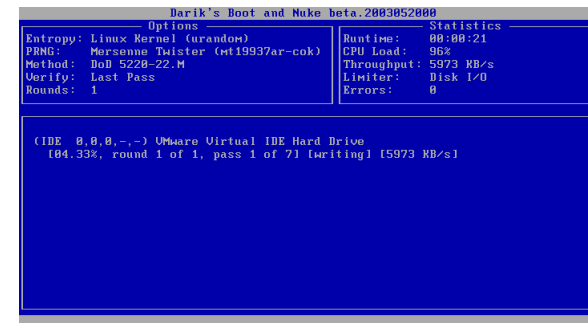 Darik's Boot and Nuke beta.2003052000
Options
Entropy: Linux Kernel (urandom)
PRNG: Mersenne Twister (mt19937ar-cok)
Method: DoD 5220-22.M
Verify: Last Pass
Rounds: 1
Statistics
Runtime: 00:00:21
CPU Load: 96%
Throughput: 5973 KB/s
Limiter: Disk I/O
Errors: 0
(IDE 0,0,0,-,-) VMware Virtual IDE Hard Drive
[04.33%, round 1 of 1, pass 1 of 7] [writing] [5973 KB/s]